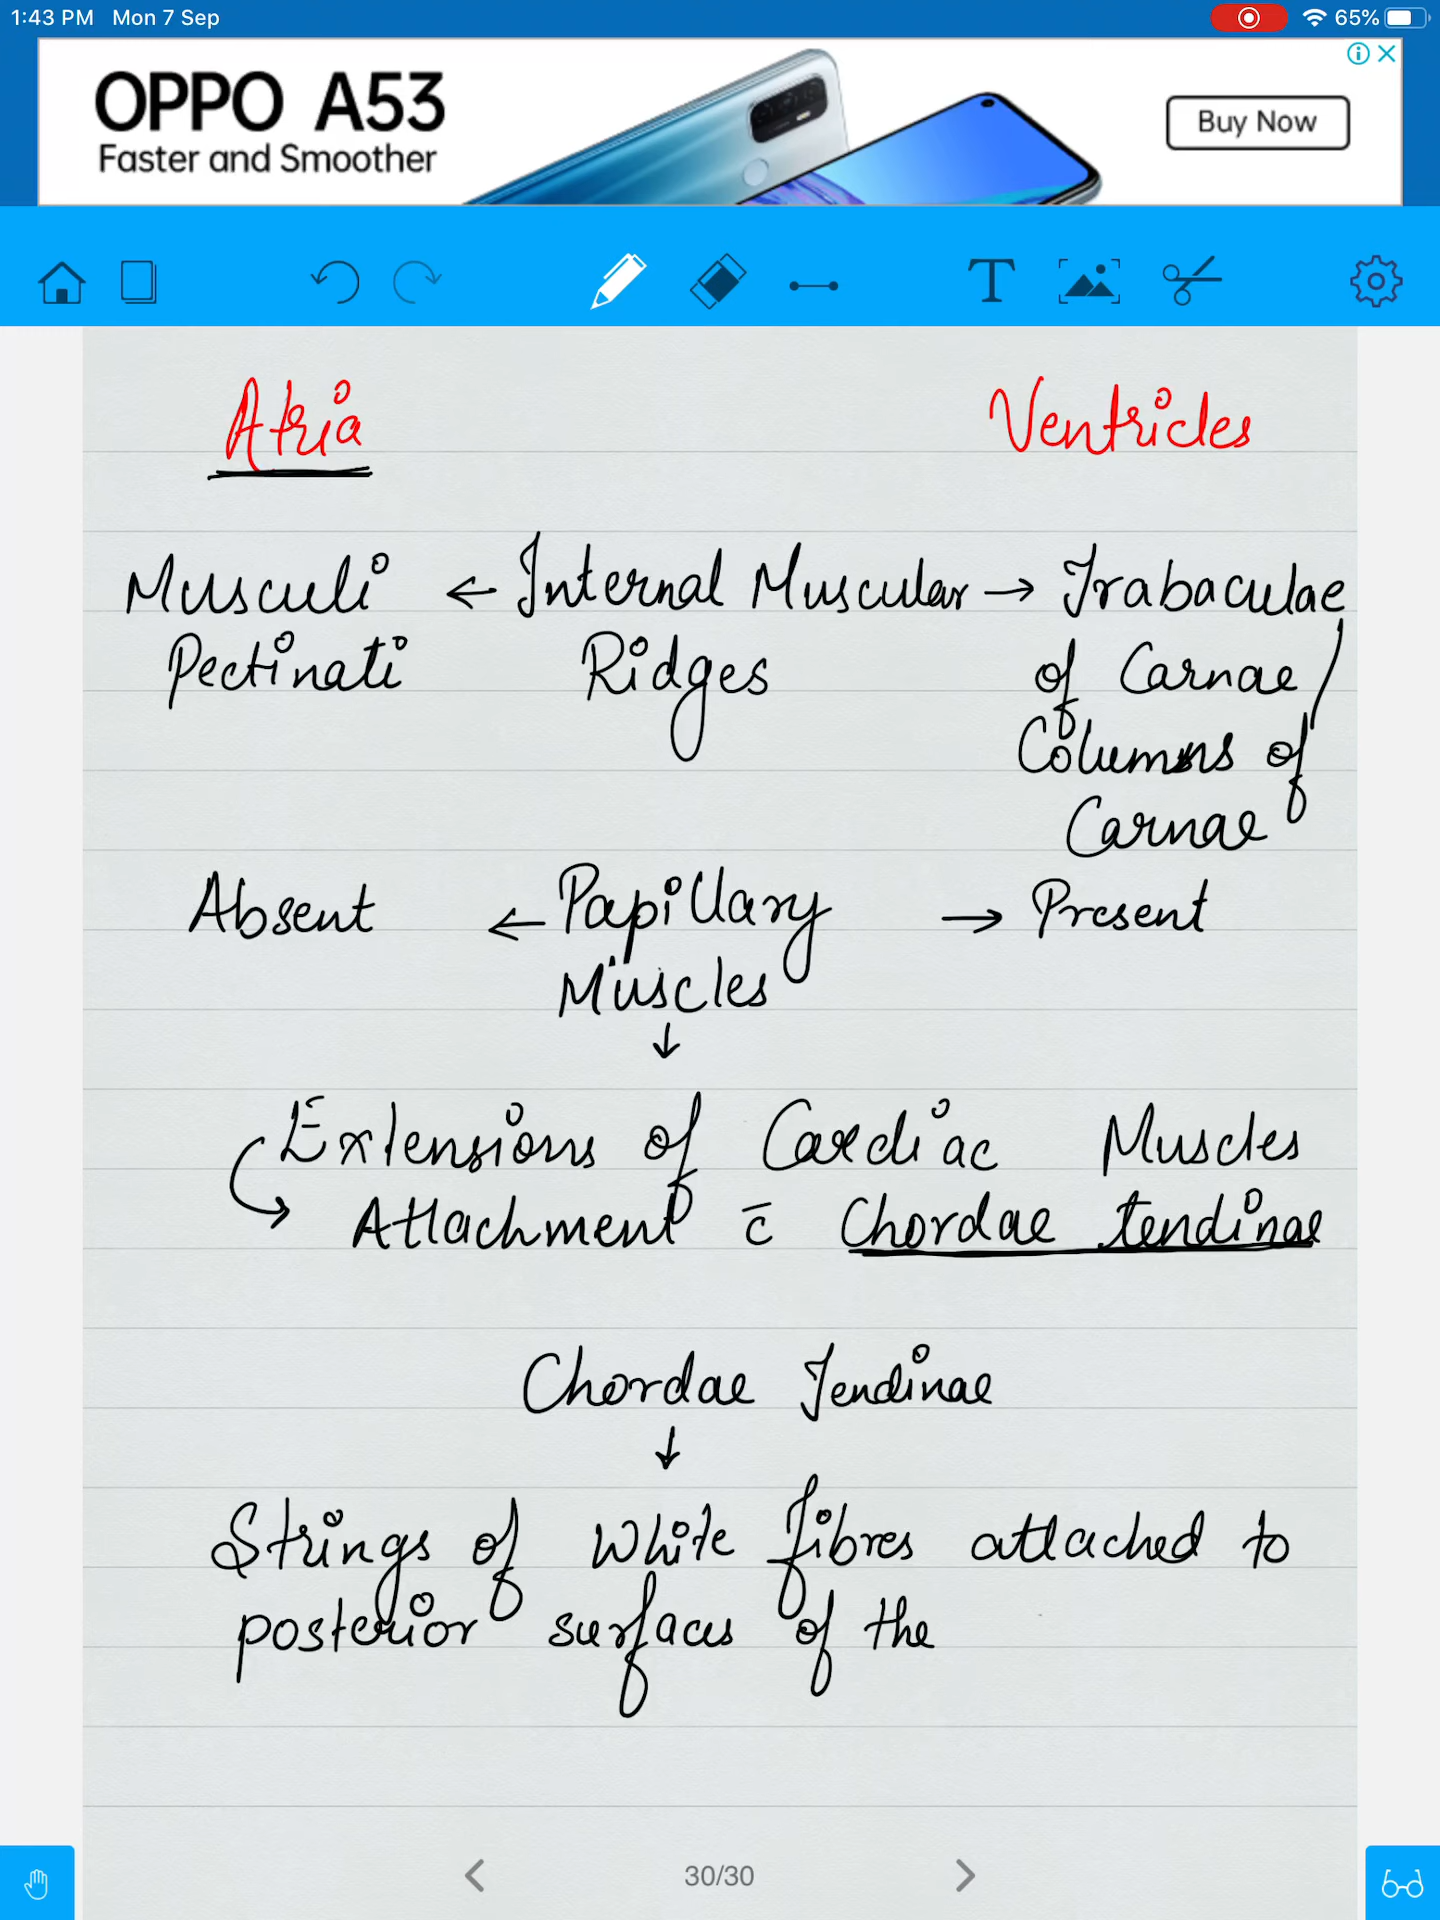 1:43 PM Mon 7 Sep
65%
OPPO A53
Faster and Smoother
Buy Now
T
Atria Ventricles
Musculi ← Internal Muscular → Trabaculae
Pectinati Ridges of Carnae /
Columns of
Carnae
Absent ← Papillary → Present
Muscles
↓
Extensions of Cardiac Muscles
→ Attachment c̄ Chordae tendinae
Chordae Tendinae
↓
Strings of White fibres attached to
posterior surfaces of the
30/30